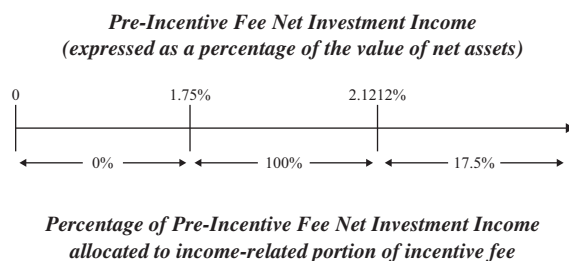 Pre-Incentive Fee Net Investment Income
(expressed as a percentage of the value of net assets)
0 1.75% 2.1212%
0% 100% 17.5%
Percentage of Pre-Incentive Fee Net Investment Income
allocated to income-related portion of incentive fee